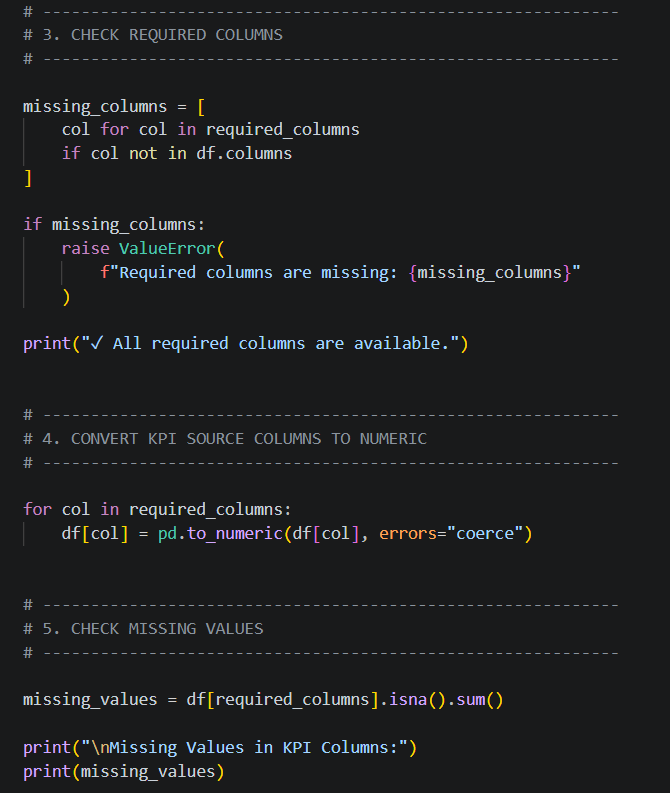 # ------------------------------------------------------------
# 3. CHECK REQUIRED COLUMNS
# ------------------------------------------------------------
missing_columns = [
    col for col in required_columns
    if col not in df.columns
]
if missing_columns:
    raise ValueError(
        f"Required columns are missing: {missing_columns}"
    )
print("✓ All required columns are available.")
# ------------------------------------------------------------
# 4. CONVERT KPI SOURCE COLUMNS TO NUMERIC
# ------------------------------------------------------------
for col in required_columns:
    df[col] = pd.to_numeric(df[col], errors="coerce")
# ------------------------------------------------------------
# 5. CHECK MISSING VALUES
# ------------------------------------------------------------
missing_values = df[required_columns].isna().sum()
print("\nMissing Values in KPI Columns:")
print(missing_values)